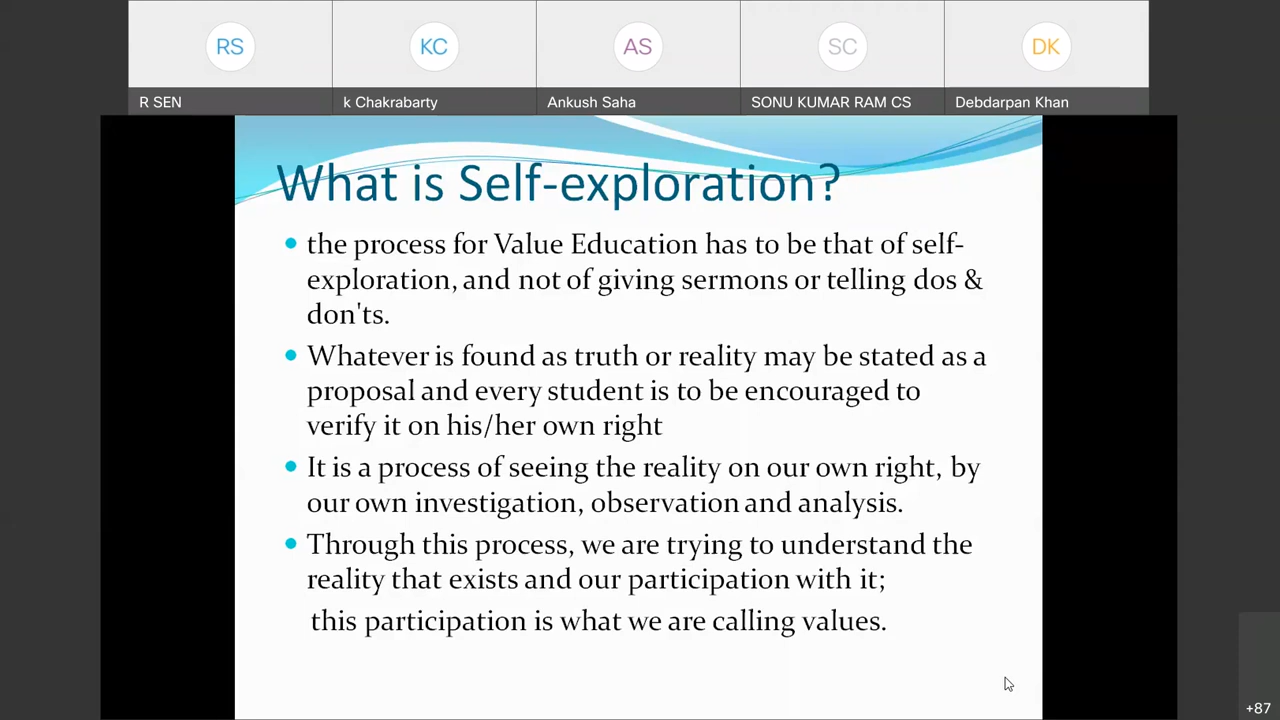 RS KC AS SC DK
R SEN k Chakrabarty Ankush Saha SONU KUMAR RAM CS Debdarpan Khan
What is Self-exploration?
• the process for Value Education has to be that of self-
exploration, and not of giving sermons or telling dos &
don'ts.
• Whatever is found as truth or reality may be stated as a
proposal and every student is to be encouraged to
verify it on his/her own right
• It is a process of seeing the reality on our own right, by
our own investigation, observation and analysis.
• Through this process, we are trying to understand the
reality that exists and our participation with it;
this participation is what we are calling values.
+87